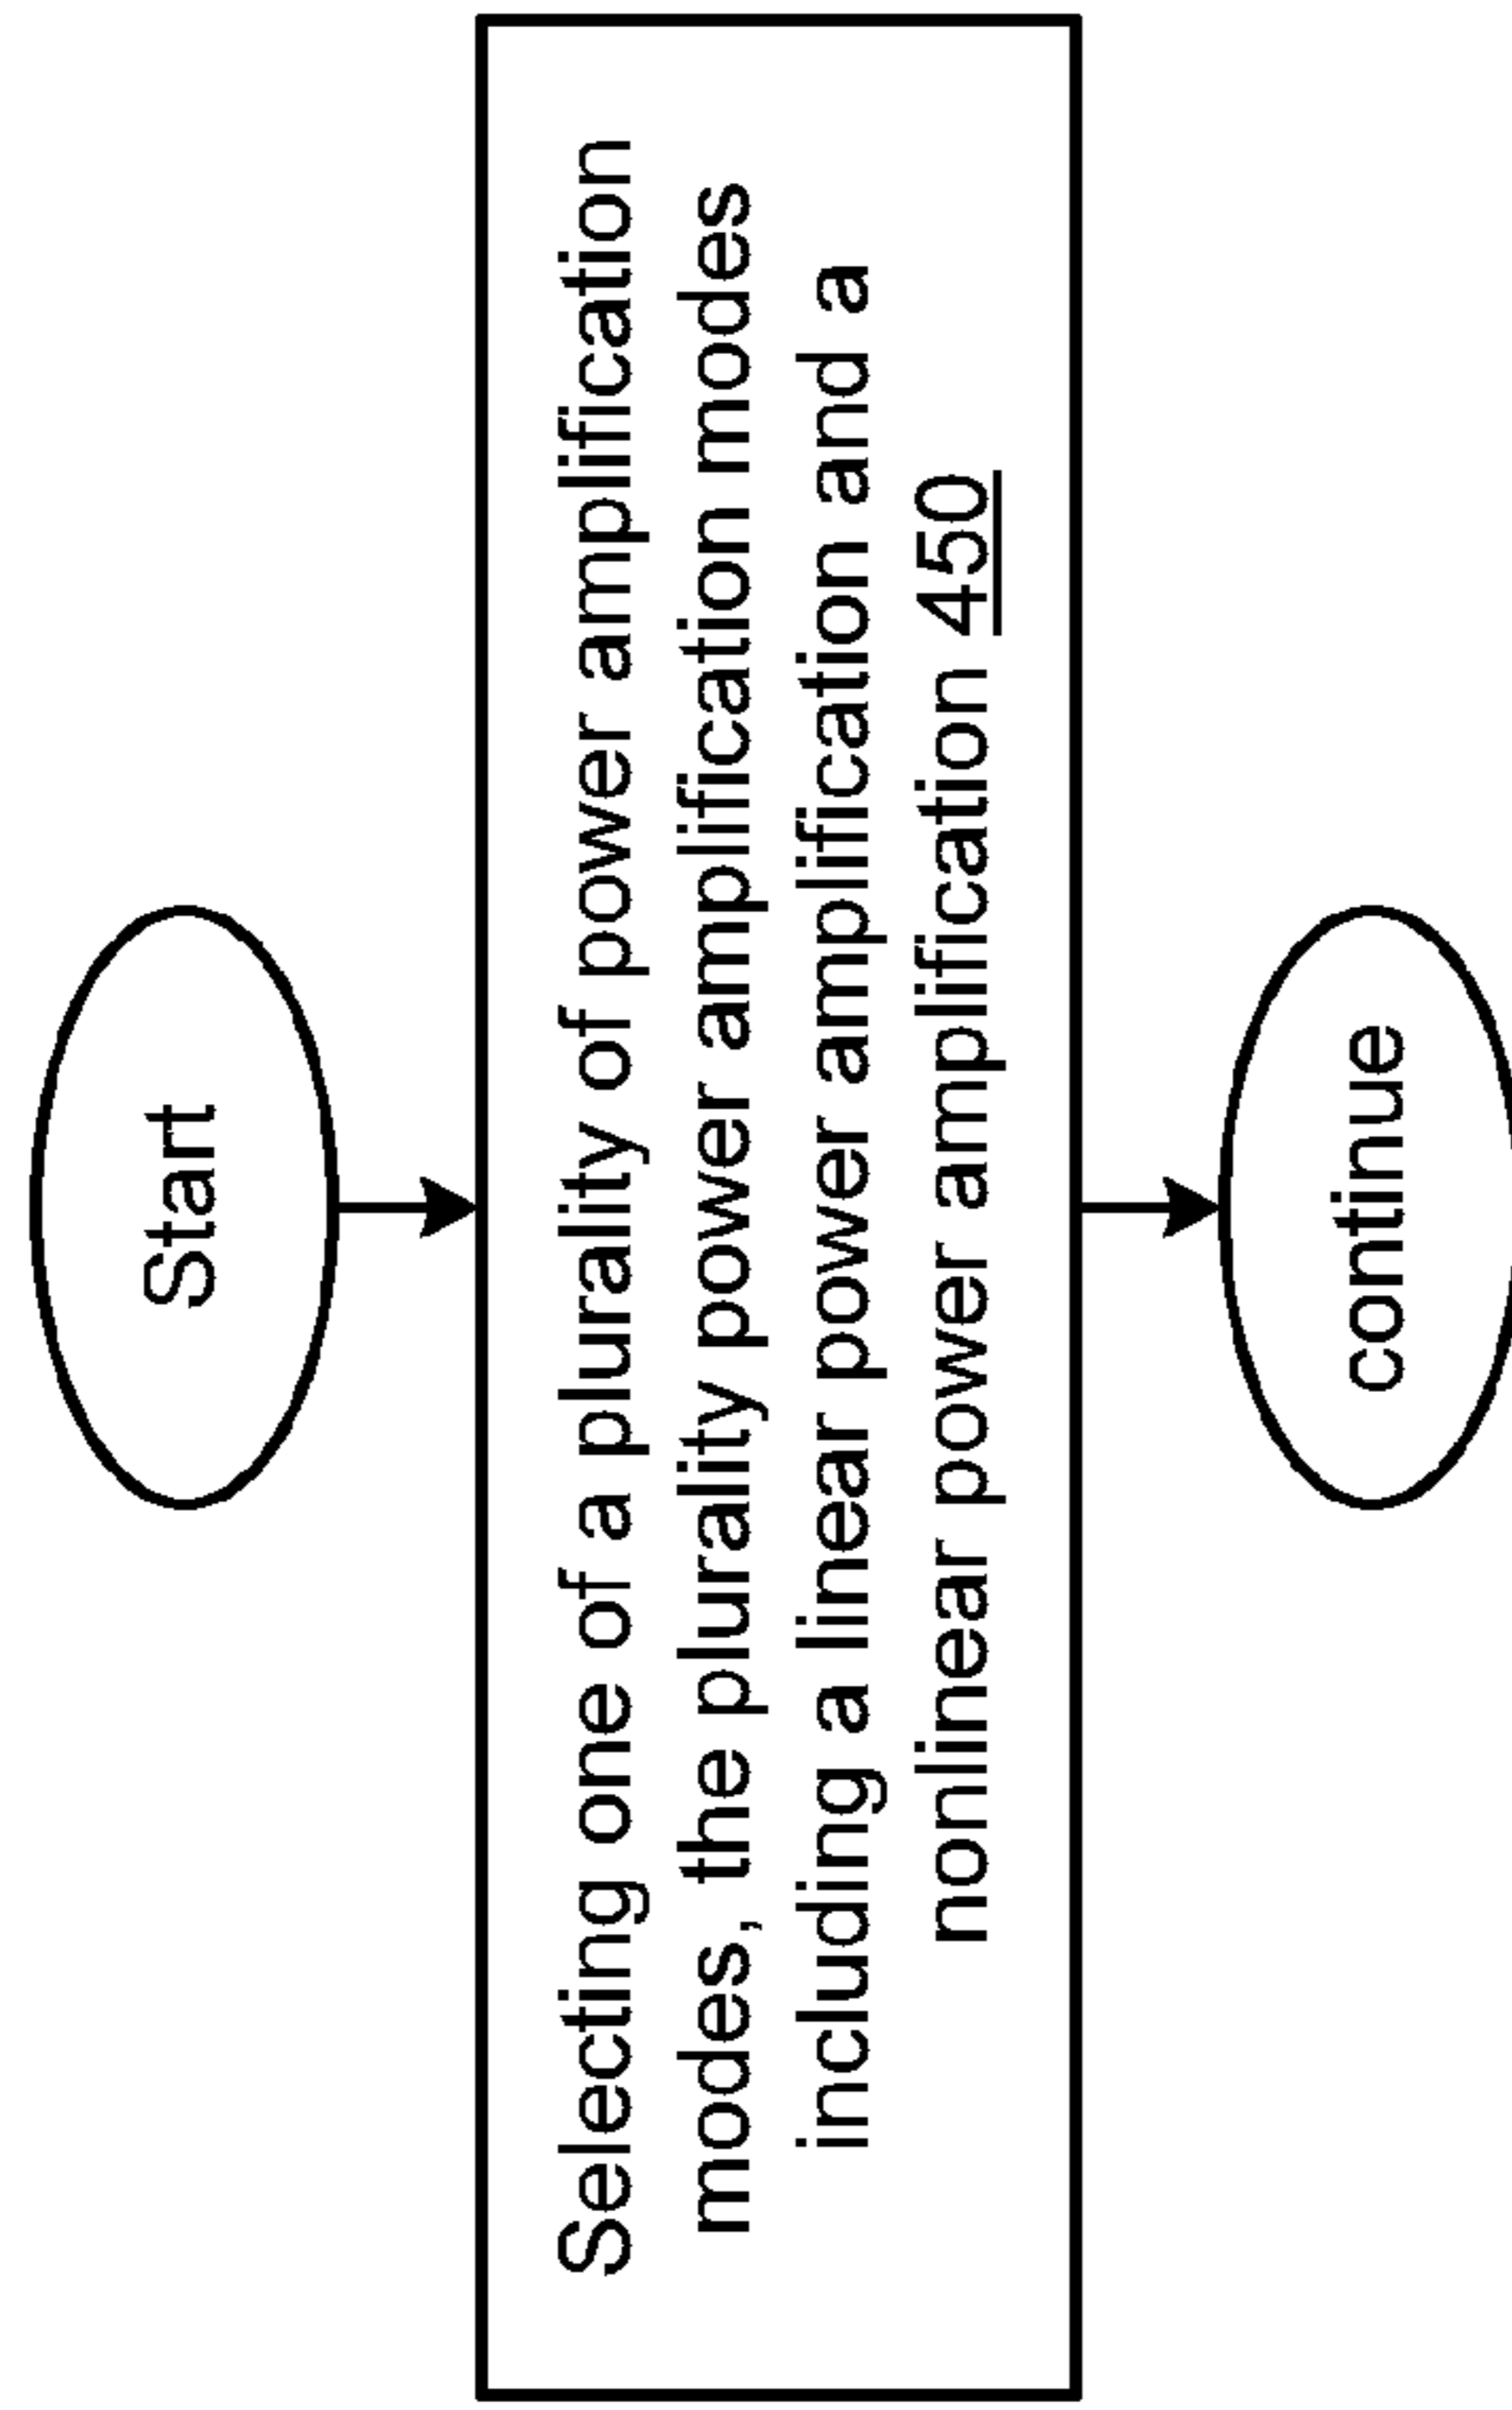 Start
Selecting one of a plurality of power amplification
modes, the plurality power amplification modes
including a linear power amplification and a
nonlinear power amplification 450
continue